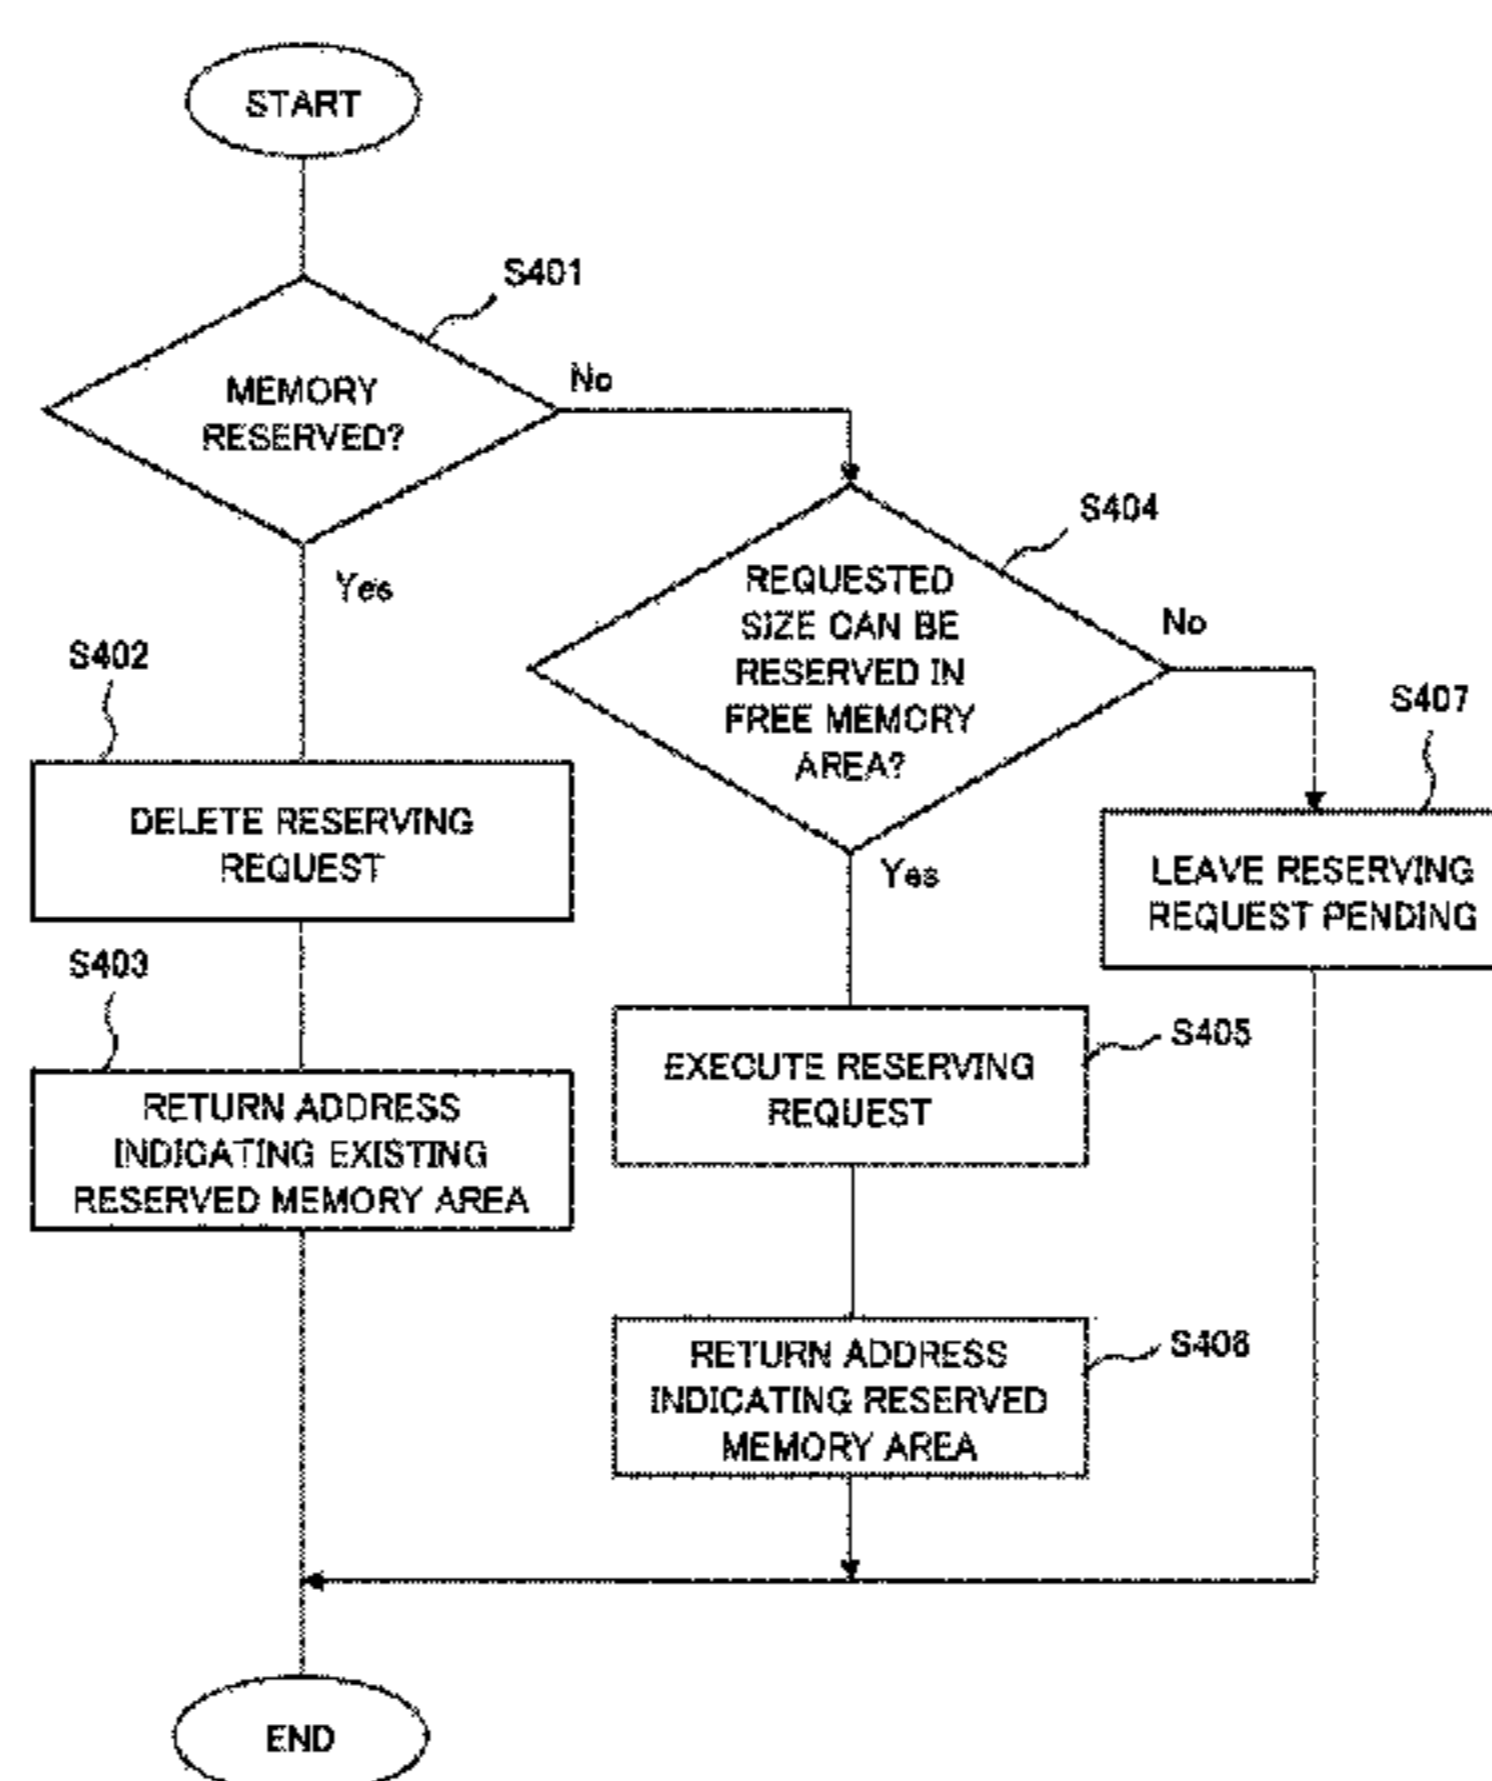 START
S401
MEMORY
RESERVED?
No
Yes
S404
REQUESTED
SIZE CAN BE
RESERVED IN
FREE MEMORY
AREA?
No
Yes
S402
DELETE RESERVING
REQUEST
S407
LEAVE RESERVING
REQUEST PENDING
S403
RETURN ADDRESS
INDICATING EXISTING
RESERVED MEMORY AREA
S405
EXECUTE RESERVING
REQUEST
S406
RETURN ADDRESS
INDICATING RESERVED
MEMORY AREA
END